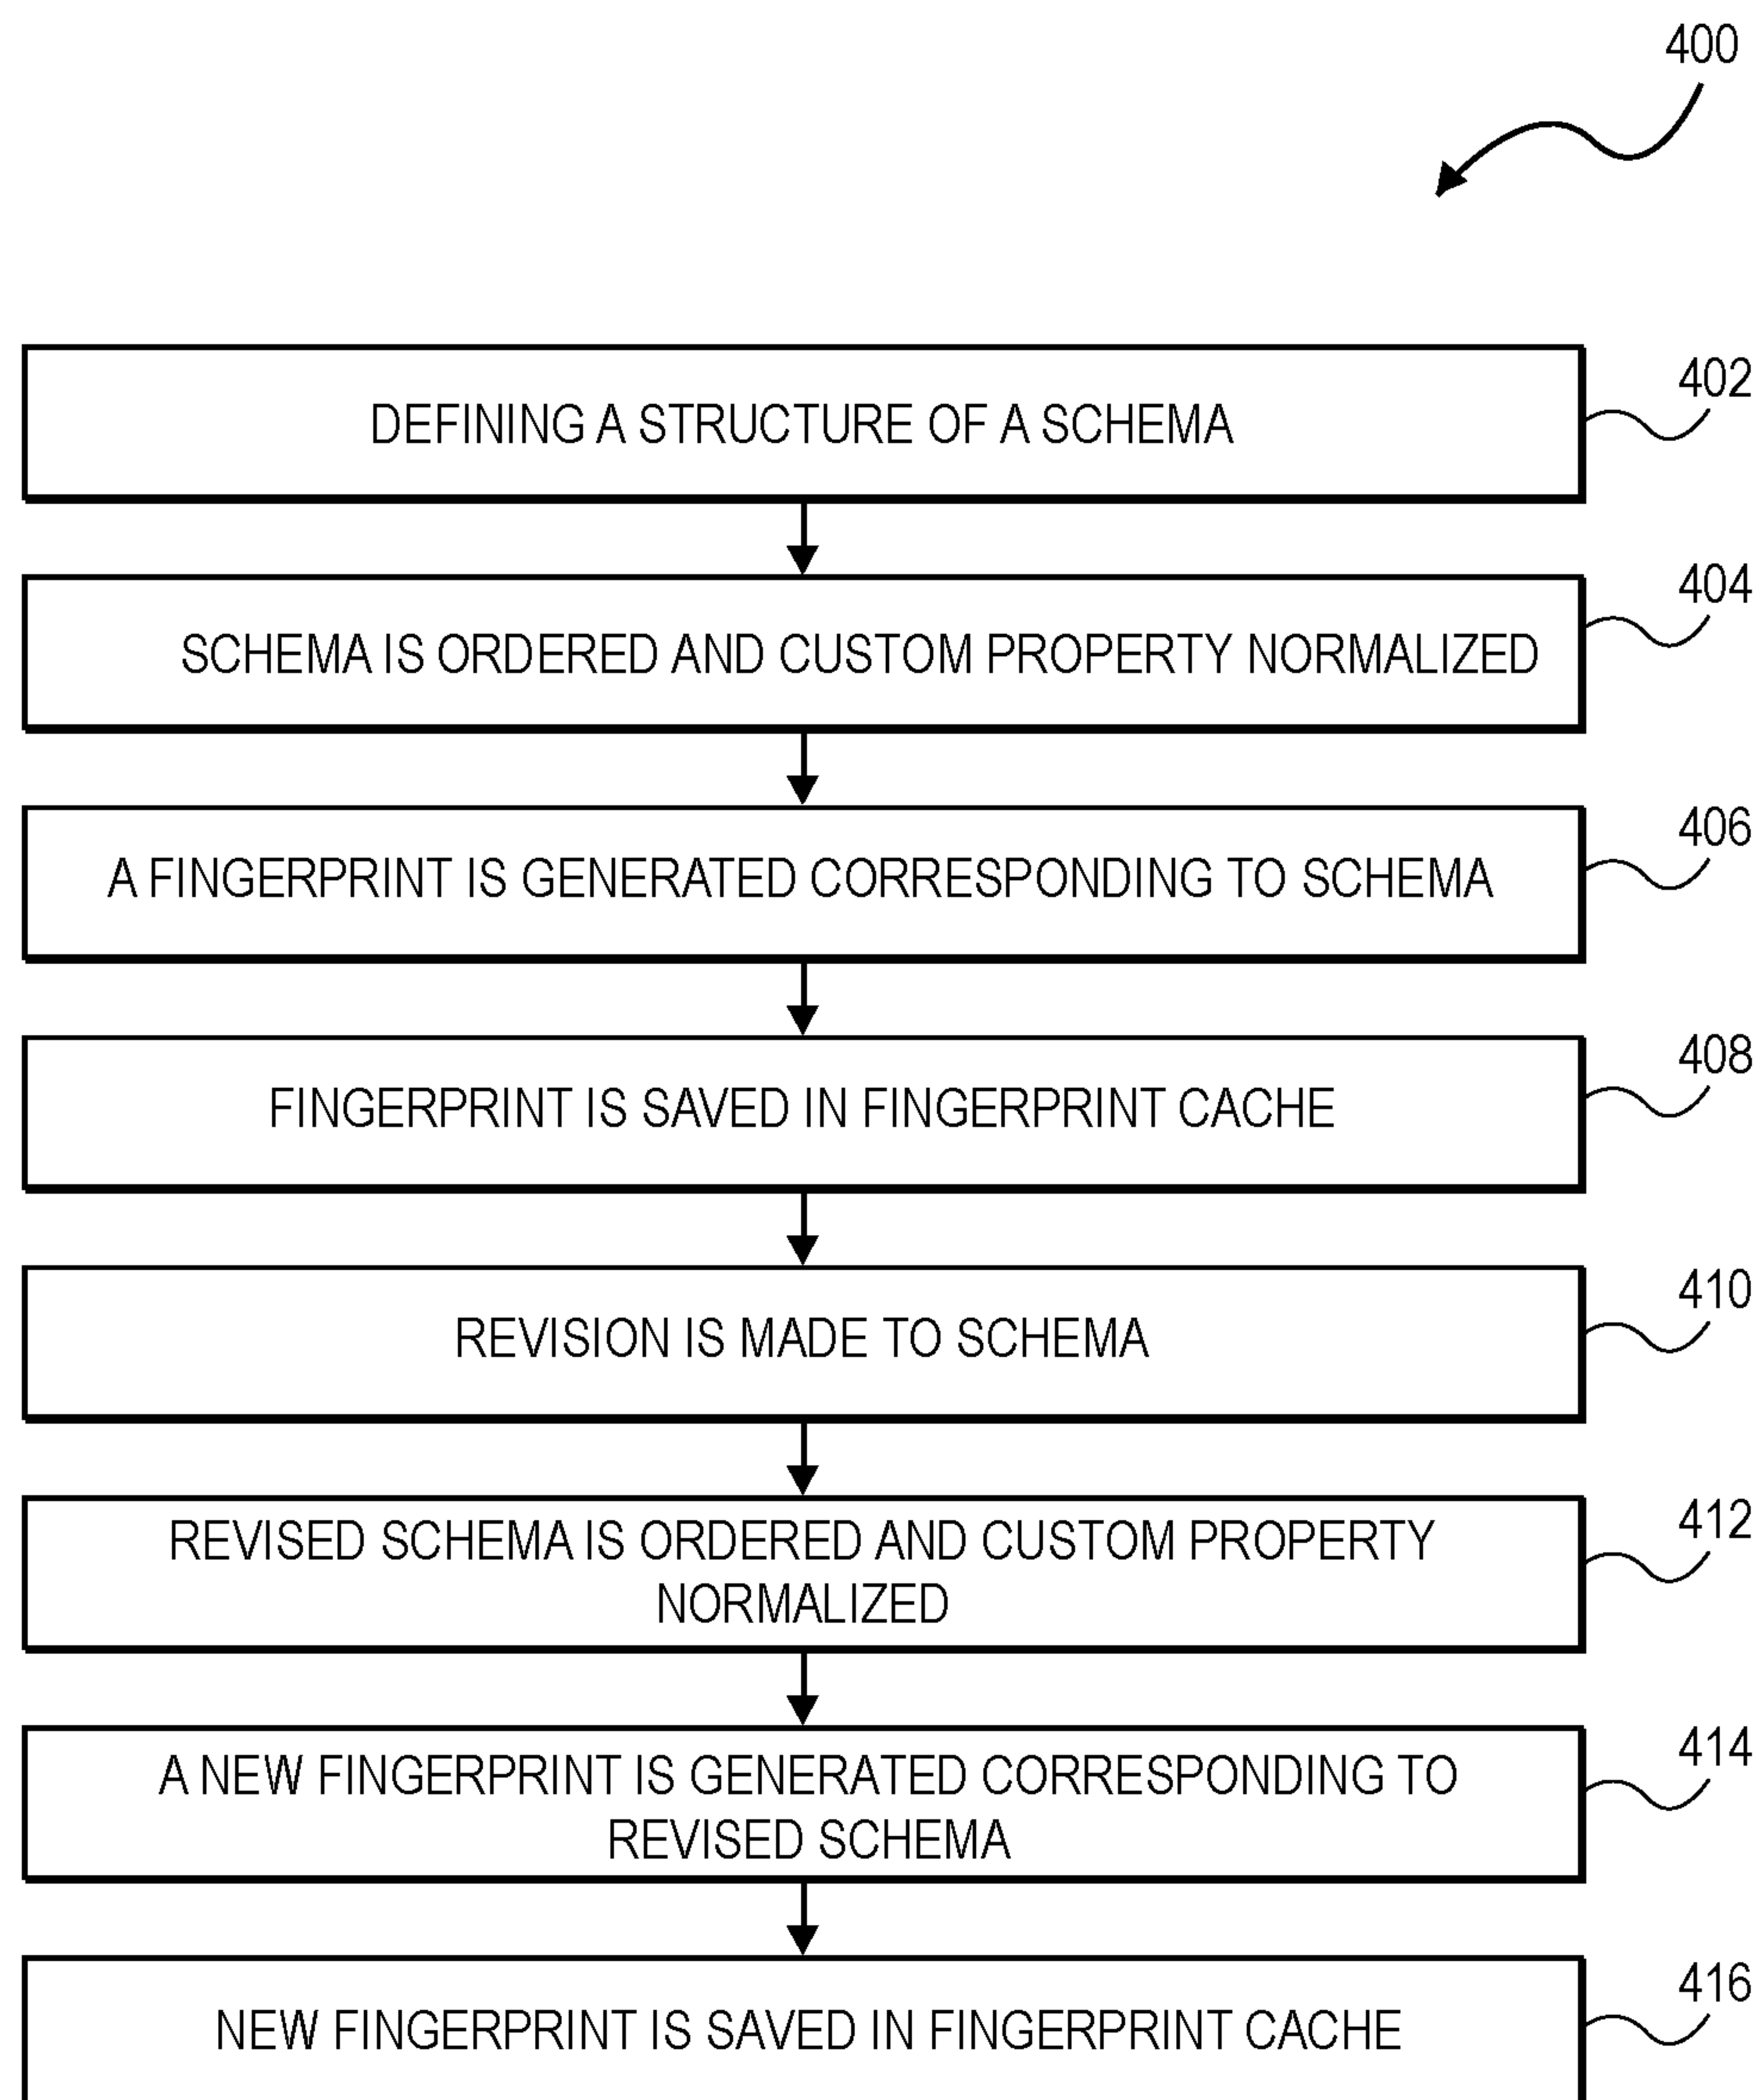 400
DEFINING A STRUCTURE OF A SCHEMA
402
SCHEMA IS ORDERED AND CUSTOM PROPERTY NORMALIZED
404
A FINGERPRINT IS GENERATED CORRESPONDING TO SCHEMA
406
FINGERPRINT IS SAVED IN FINGERPRINT CACHE
408
REVISION IS MADE TO SCHEMA
410
REVISED SCHEMA IS ORDERED AND CUSTOM PROPERTY
NORMALIZED
412
A NEW FINGERPRINT IS GENERATED CORRESPONDING TO
REVISED SCHEMA
414
NEW FINGERPRINT IS SAVED IN FINGERPRINT CACHE
416